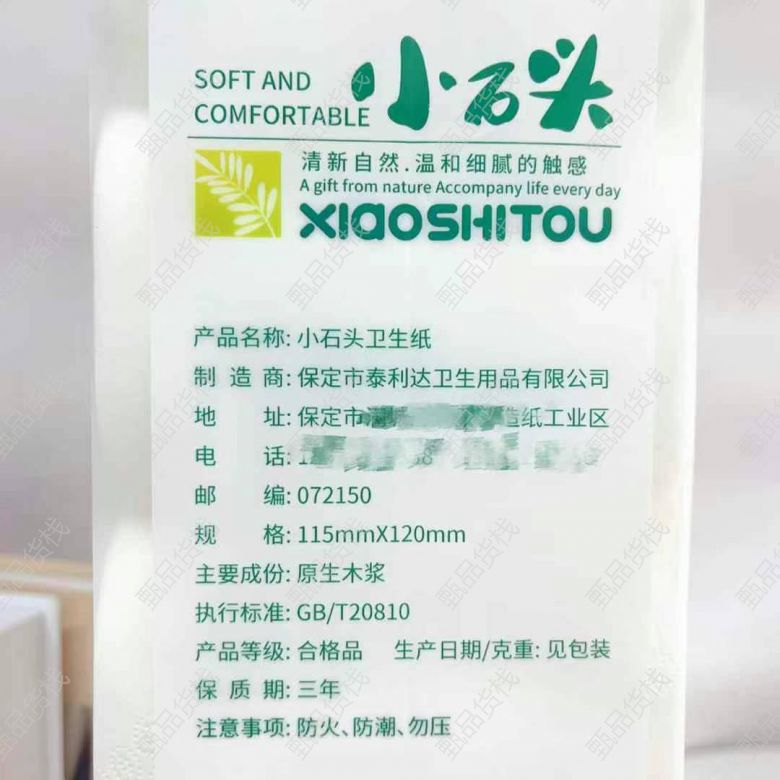 SOFT AND
COMFORTABLE
小石头
清新自然.温和细腻的触感
A gift from nature Accompany life every day
XIAOSHITOU
产品名称: 小石头卫生纸
制造商: 保定市泰利达卫生用品有限公司
地址: 保定市 造纸工业区
电话:
邮编: 072150
规格: 115mmX120mm
主要成份: 原生木浆
执行标准: GB/T20810
产品等级: 合格品 生产日期/克重: 见包装
保质期: 三年
注意事项: 防火、防潮、勿压
甄品货栈